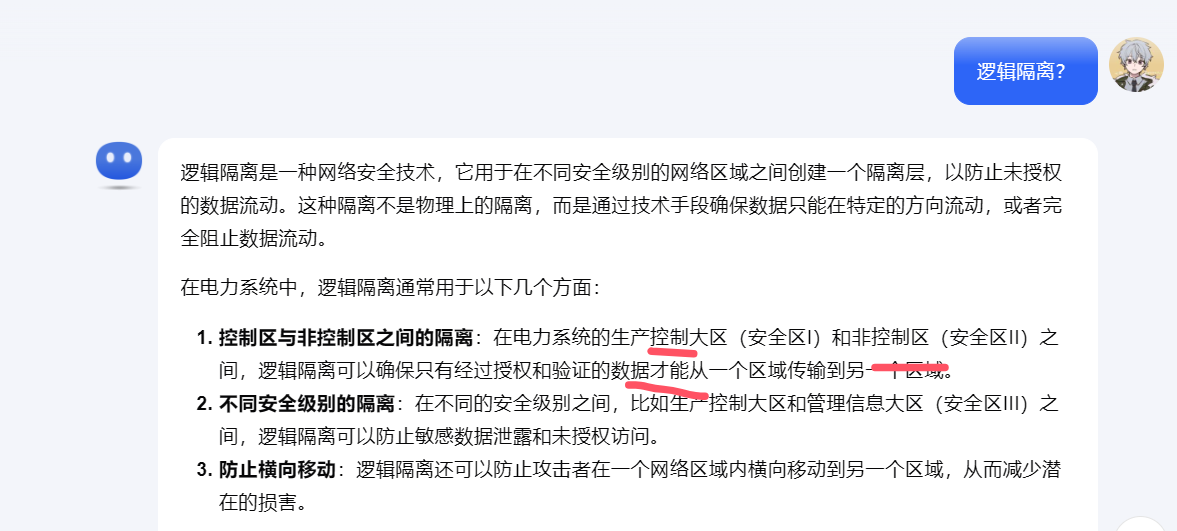 逻辑隔离？
逻辑隔离是一种网络安全技术，它用于在不同安全级别的网络区域之间创建一个隔离层，以防止未授权
的数据流动。这种隔离不是物理上的隔离，而是通过技术手段确保数据只能在特定的方向流动，或者完
全阻止数据流动。
在电力系统中，逻辑隔离通常用于以下几个方面：
1. 控制区与非控制区之间的隔离：在电力系统的生产控制大区（安全区I）和非控制区（安全区II）之
间，逻辑隔离可以确保只有经过授权和验证的数据才能从一个区域传输到另一个区域。
2. 不同安全级别的隔离：在不同的安全级别之间，比如生产控制大区和管理信息大区（安全区III）之
间，逻辑隔离可以防止敏感数据泄露和未授权访问。
3. 防止横向移动：逻辑隔离还可以防止攻击者在一个网络区域内横向移动到另一个区域，从而减少潜
在的损害。